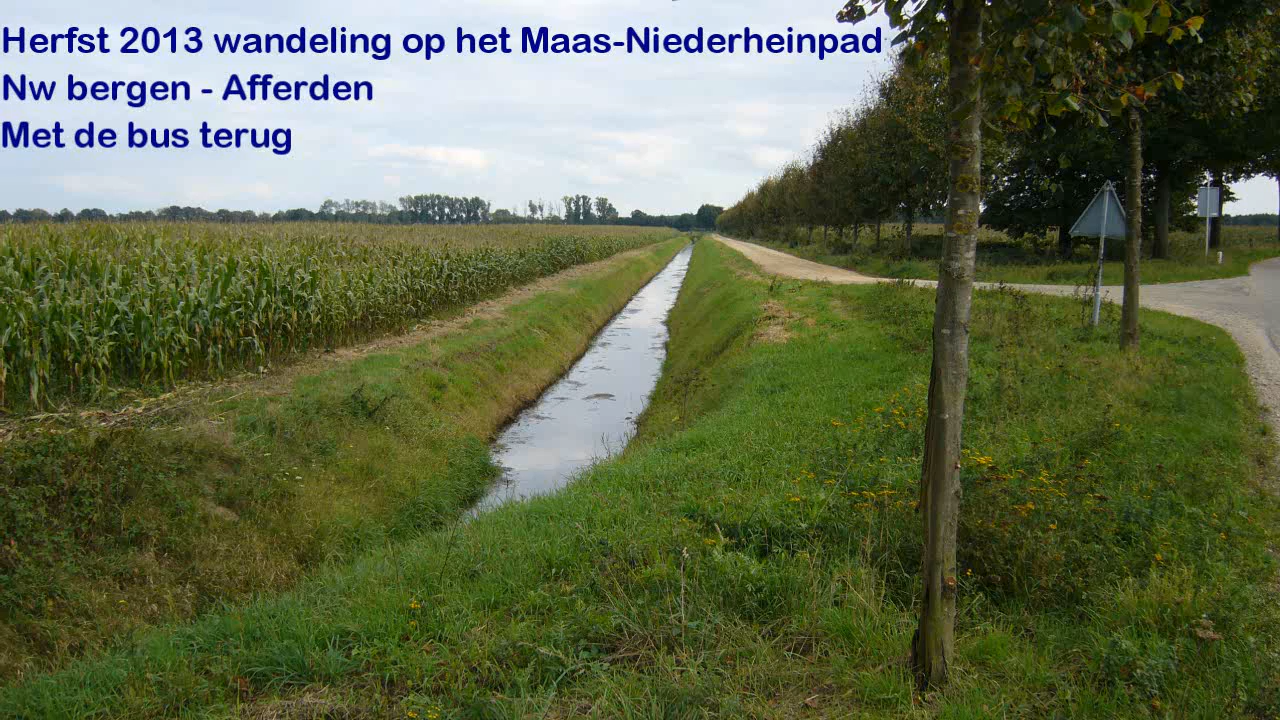 Herfst 2013 wandeling op het Maas-Niederheinpad
Nw bergen - Afferden
Met de bus terug